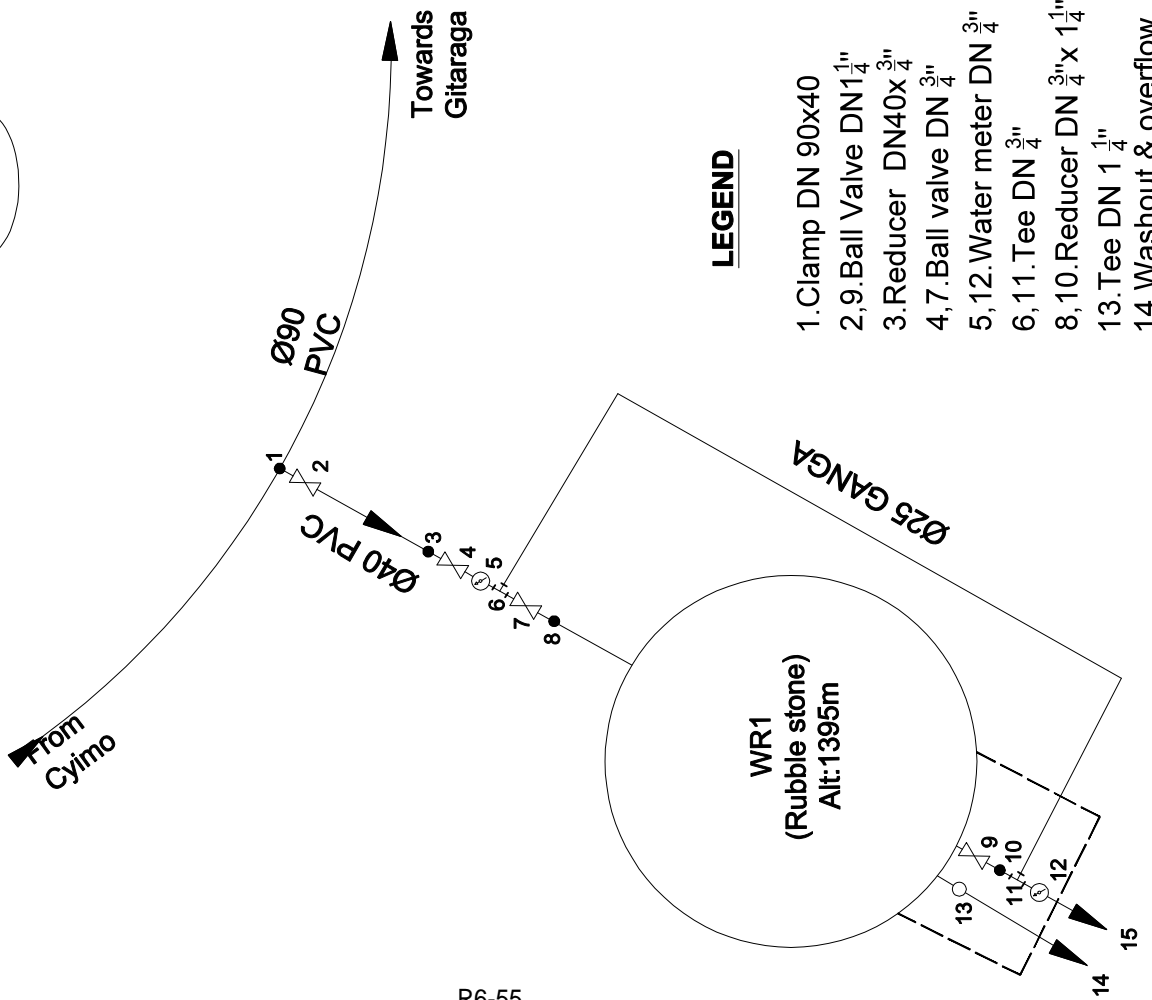 From
Cyimo
Ø90
PVC
Towards
Gitaraga
1
2
Ø40 PVC
3
4
5
6
7
8
Ø25 GANGA
WR1
(Rubble stone)
Alt:1395m
9
10
11
12
13
14
15
LEGEND
1.Clamp DN 90x40
2,9.Ball Valve DN1 1/4"
3.Reducer DN40x 3/4"
4,7.Ball valve DN 3/4"
5,12.Water meter DN 3/4"
6,11.Tee DN 3/4"
8,10.Reducer DN 3/4"x 1 1/4"
13.Tee DN 1 1/4"
14.Washout & overflow
R6-55